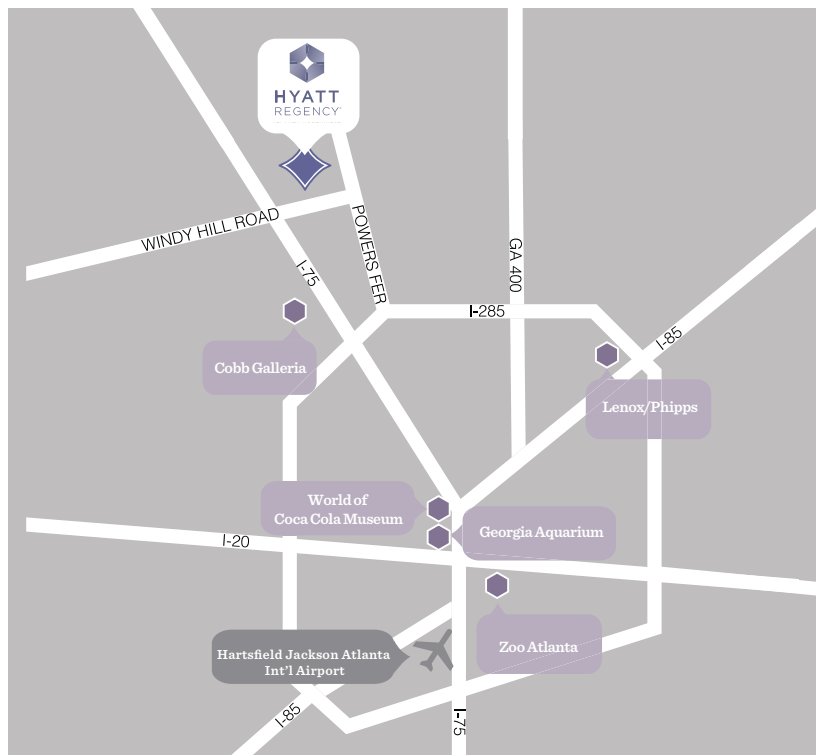 HYATT
REGENCY
WINDY HILL ROAD
POWERS FER
I-75
GA 400
I-285
I-85
Cobb Galleria
Lenox/Phipps
World of
Coca Cola Museum
Georgia Aquarium
I-20
Zoo Atlanta
Hartsfield Jackson Atlanta
Int'l Airport
I-85
I-75